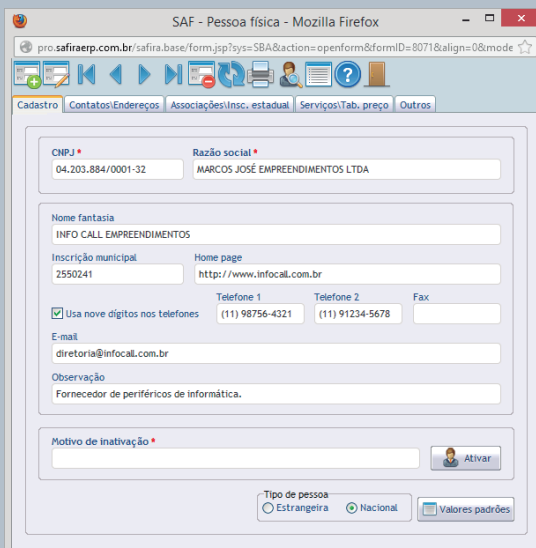 SAF - Pessoa física - Mozilla Firefox
pro.safiraerp.com.br/safira.base/form.jsp?sys=SBA&action=openform&formID=8071&align=0&mode
Cadastro Contatos\Endereços Associações\Insc. estadual Serviços\Tab. preço Outros
CNPJ * Razão social *
04.203.884/0001-32 MARCOS JOSÉ EMPREENDIMENTOS LTDA
Nome fantasia
INFO CALL EMPREENDIMENTOS
Inscrição municipal Home page
2550241 http://www.infocall.com.br
Telefone 1 Telefone 2 Fax
Usa nove dígitos nos telefones (11) 98756-4321 (11) 91234-5678
E-mail
diretoria@infocall.com.br
Observação
Fornecedor de periféricos de informática.
Motivo de inativação *
Ativar
Tipo de pessoa
Estrangeira Nacional Valores padrões